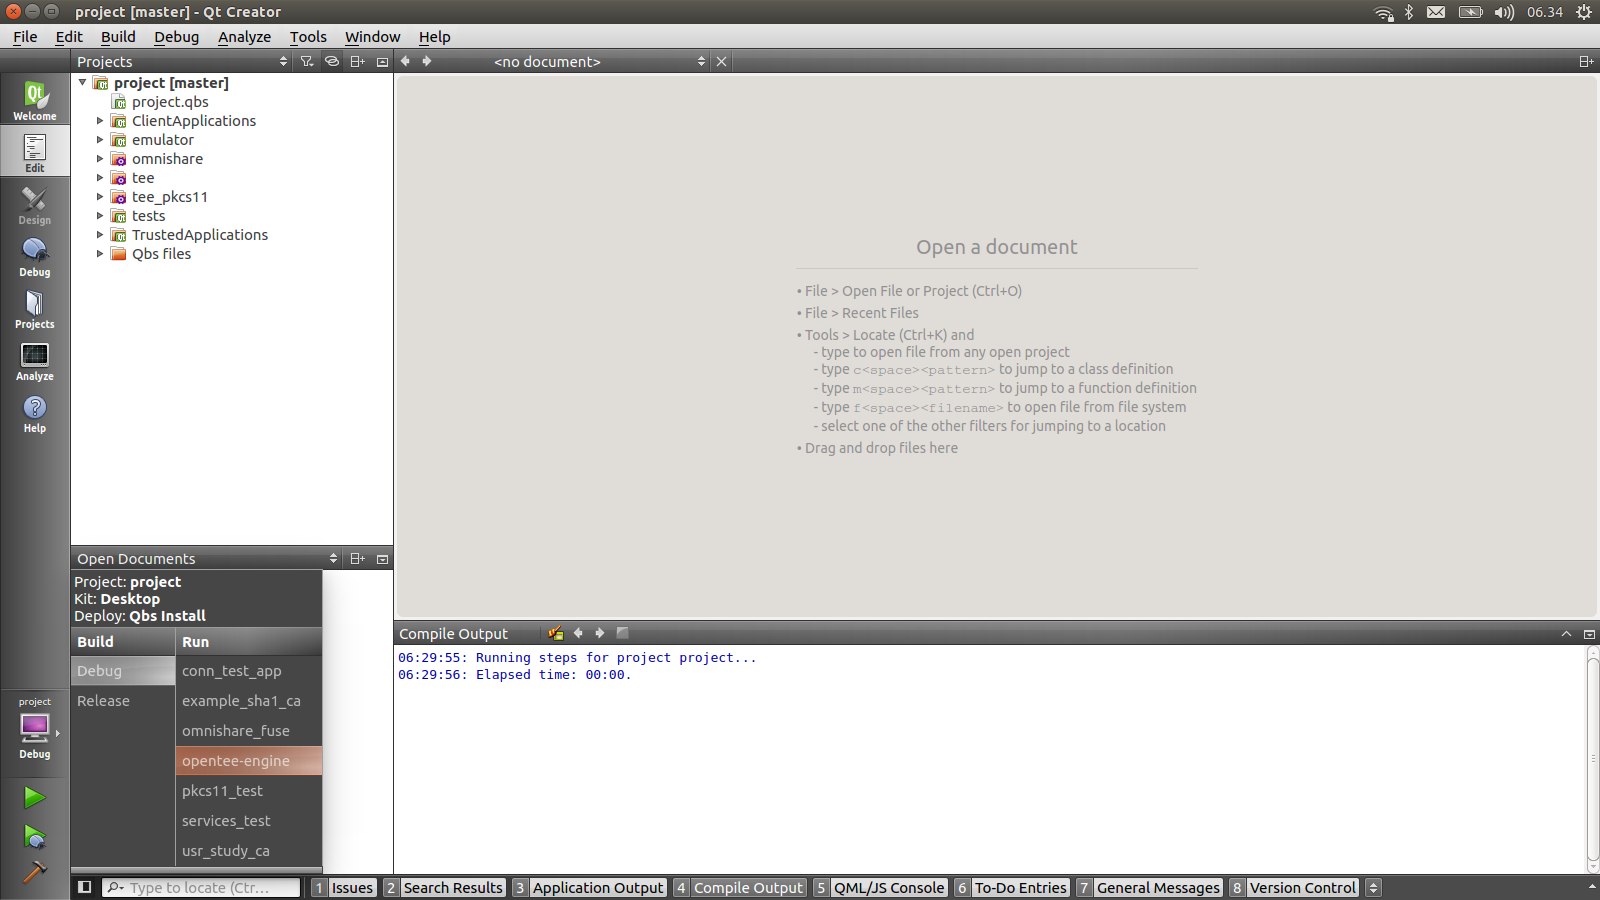 project [master] - Qt Creator
06.34
File Edit Build Debug Analyze Tools Window Help
Projects
<no document>
Welcome
Edit
Design
Debug
Projects
Analyze
Help
project [master]
project.qbs
ClientApplications
emulator
omnishare
tee
tee_pkcs11
tests
TrustedApplications
Qbs files
Open a document
• File > Open File or Project (Ctrl+O)
• File > Recent Files
• Tools > Locate (Ctrl+K) and
- type to open file from any open project
- type c<space><pattern> to jump to a class definition
- type m<space><pattern> to jump to a function definition
- type f<space><filename> to open file from file system
- select one of the other filters for jumping to a location
• Drag and drop files here
Open Documents
Project: project
Kit: Desktop
Deploy: Qbs Install
Build Run
Debug
Release
conn_test_app
example_sha1_ca
omnishare_fuse
opentee-engine
pkcs11_test
services_test
usr_study_ca
project
Debug
Compile Output
06:29:55: Running steps for project project...
06:29:56: Elapsed time: 00:00.
Type to locate (Ctr...
1 Issues 2 Search Results 3 Application Output 4 Compile Output 5 QML/JS Console 6 To-Do Entries 7 General Messages 8 Version Control